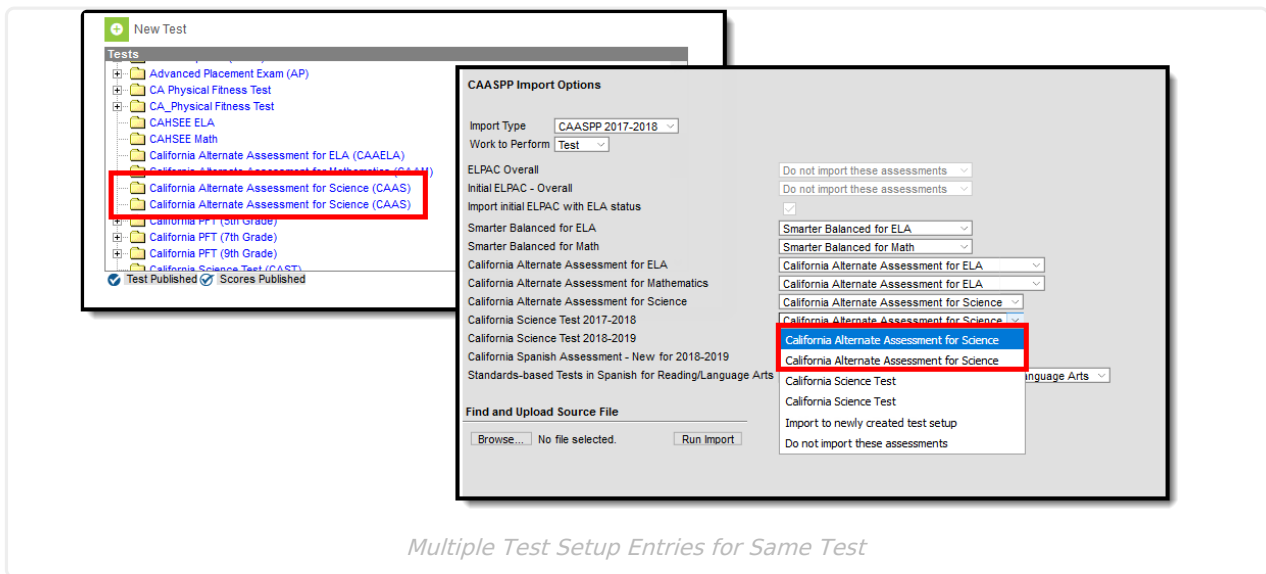 New Test
Tests
Advanced Placement Exam (AP)
CA Physical Fitness Test
CA_Physical Fitness Test
CAHSEE ELA
CAHSEE Math
California Alternate Assessment for ELA (CAAELA)
California Alternate Assessment for Mathematics (CAAM)
California Alternate Assessment for Science (CAAS)
California Alternate Assessment for Science (CAAS)
California PFT (5th Grade)
California PFT (7th Grade)
California PFT (9th Grade)
California Science Test (CAST)
Test Published Scores Published
CAASPP Import Options
Import Type CAASPP 2017-2018
Work to Perform Test
ELPAC Overall Do not import these assessments
Initial ELPAC - Overall Do not import these assessments
Import initial ELPAC with ELA status
Smarter Balanced for ELA Smarter Balanced for ELA
Smarter Balanced for Math Smarter Balanced for Math
California Alternate Assessment for ELA California Alternate Assessment for ELA
California Alternate Assessment for Mathematics California Alternate Assessment for ELA
California Alternate Assessment for Science California Alternate Assessment for Science
California Science Test 2017-2018 California Alternate Assessment for Science
California Science Test 2018-2019 California Alternate Assessment for Science
California Spanish Assessment - New for 2018-2019 California Alternate Assessment for Science
Standards-based Tests in Spanish for Reading/Language Arts California Science Test anguage Arts
California Science Test
Import to newly created test setup
Do not import these assessments
Find and Upload Source File
Browse... No file selected. Run Import
Multiple Test Setup Entries for Same Test